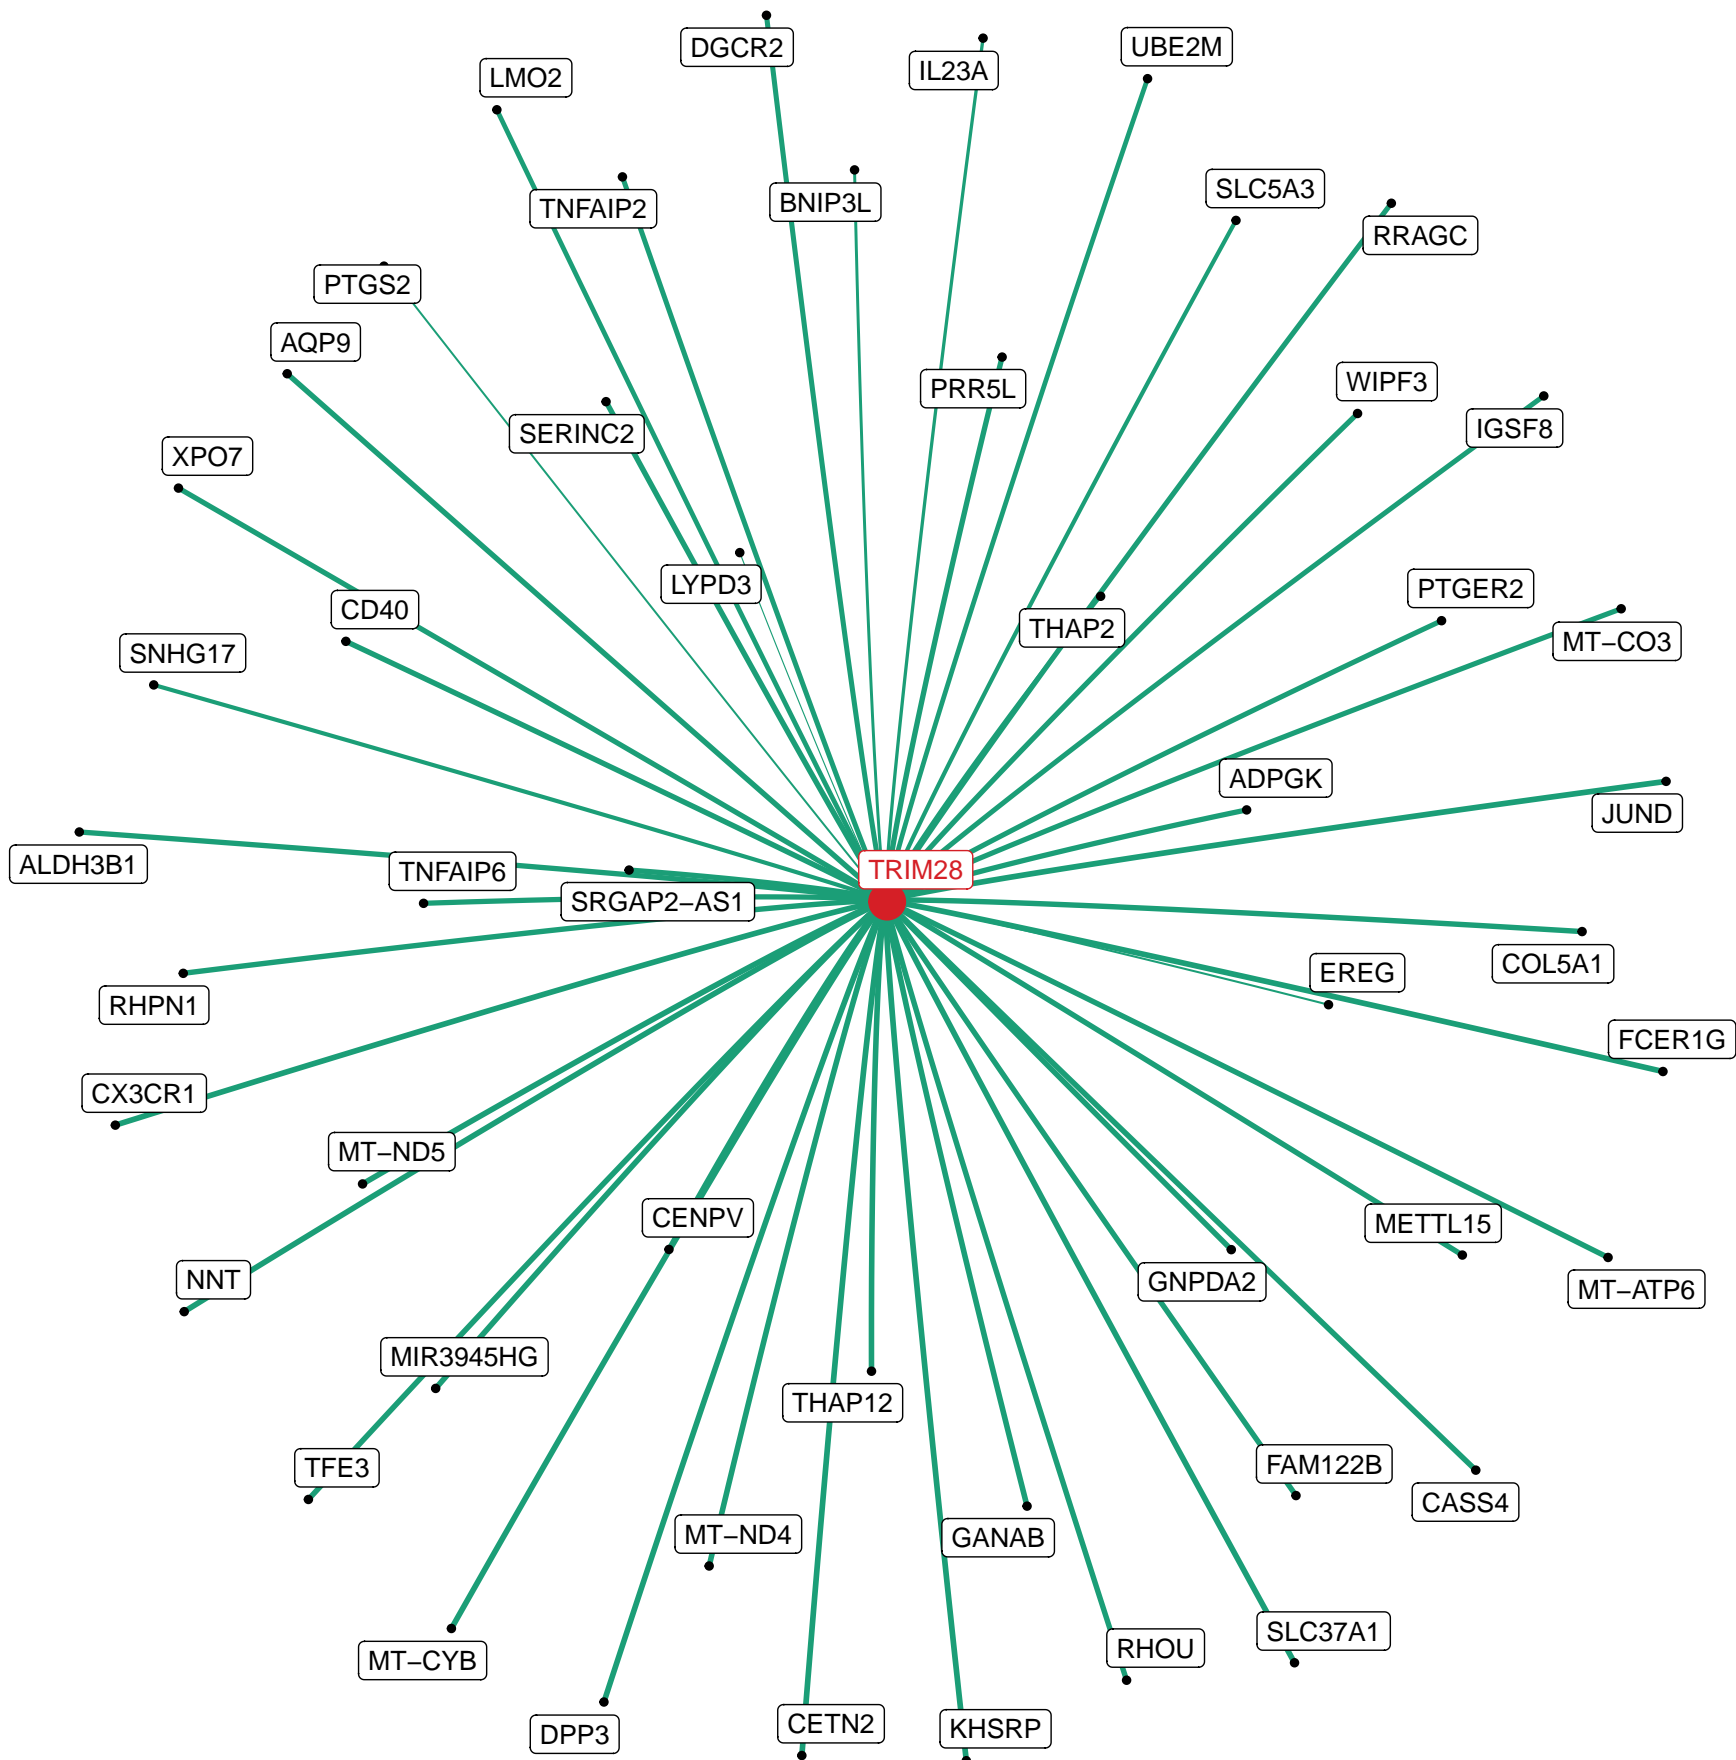 DGCR2
UBE2M
IL23A
LMO2
SLC5A3
BNIP3L
TNFAIP2
RRAGC
PTGS2
AQP9
WIPF3
PRR5L
IGSF8
SERINC2
XPO7
LYPD3
PTGER2
CD40
THAP2
MT−CO3
SNHG17
ADPGK
JUND
ALDH3B1
TRIM28
TNFAIP6
SRGAP2−AS1
COL5A1
EREG
RHPN1
FCER1G
CX3CR1
MT−ND5
CENPV
METTL15
NNT
GNPDA2
MT−ATP6
MIR3945HG
THAP12
TFE3
FAM122B
CASS4
MT−ND4
GANAB
SLC37A1
RHOU
MT−CYB
CETN2
KHSRP
DPP3